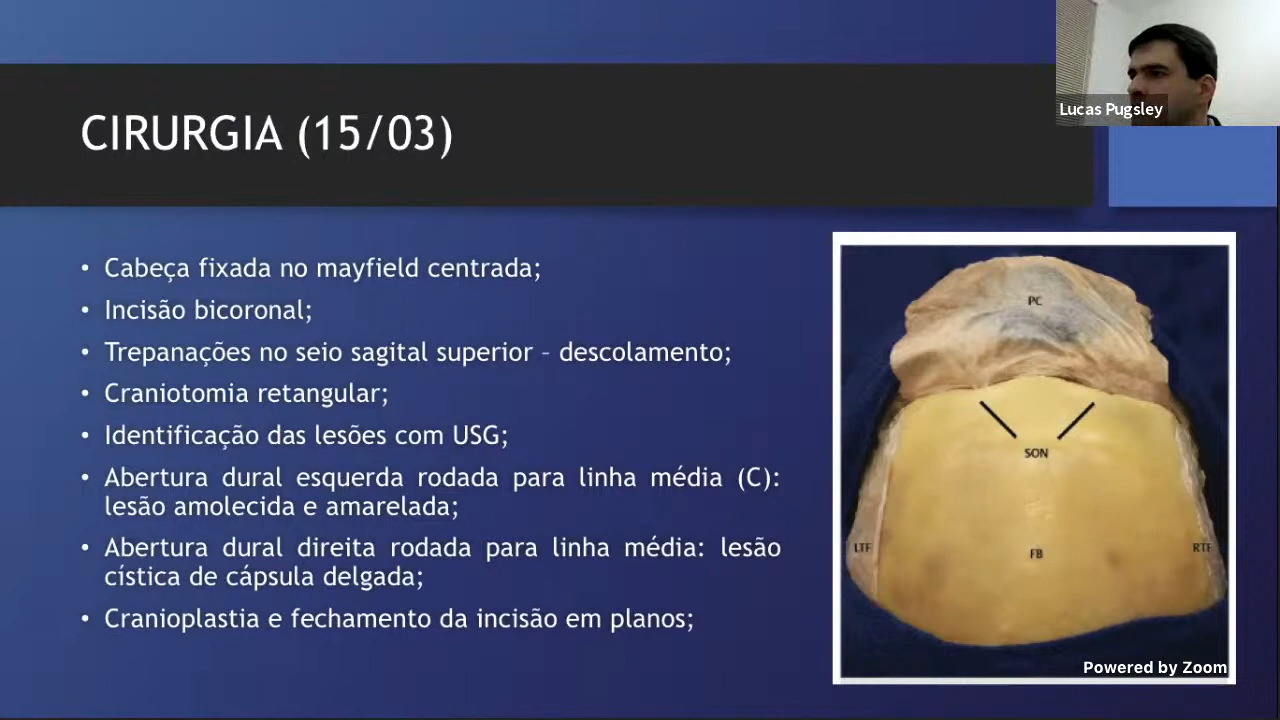 Lucas Pugsley
CIRURGIA (15/03)
• Cabeça fixada no mayfield centrada;
• Incisão bicoronal;
• Trepanações no seio sagital superior – descolamento;
• Craniotomia retangular;
• Identificação das lesões com USG;
• Abertura dural esquerda rodada para linha média (C):
lesão amolecida e amarelada;
• Abertura dural direita rodada para linha média: lesão
cística de cápsula delgada;
• Cranioplastia e fechamento da incisão em planos;
PC
SON
LTF
FB
RTF
Powered by Zoom